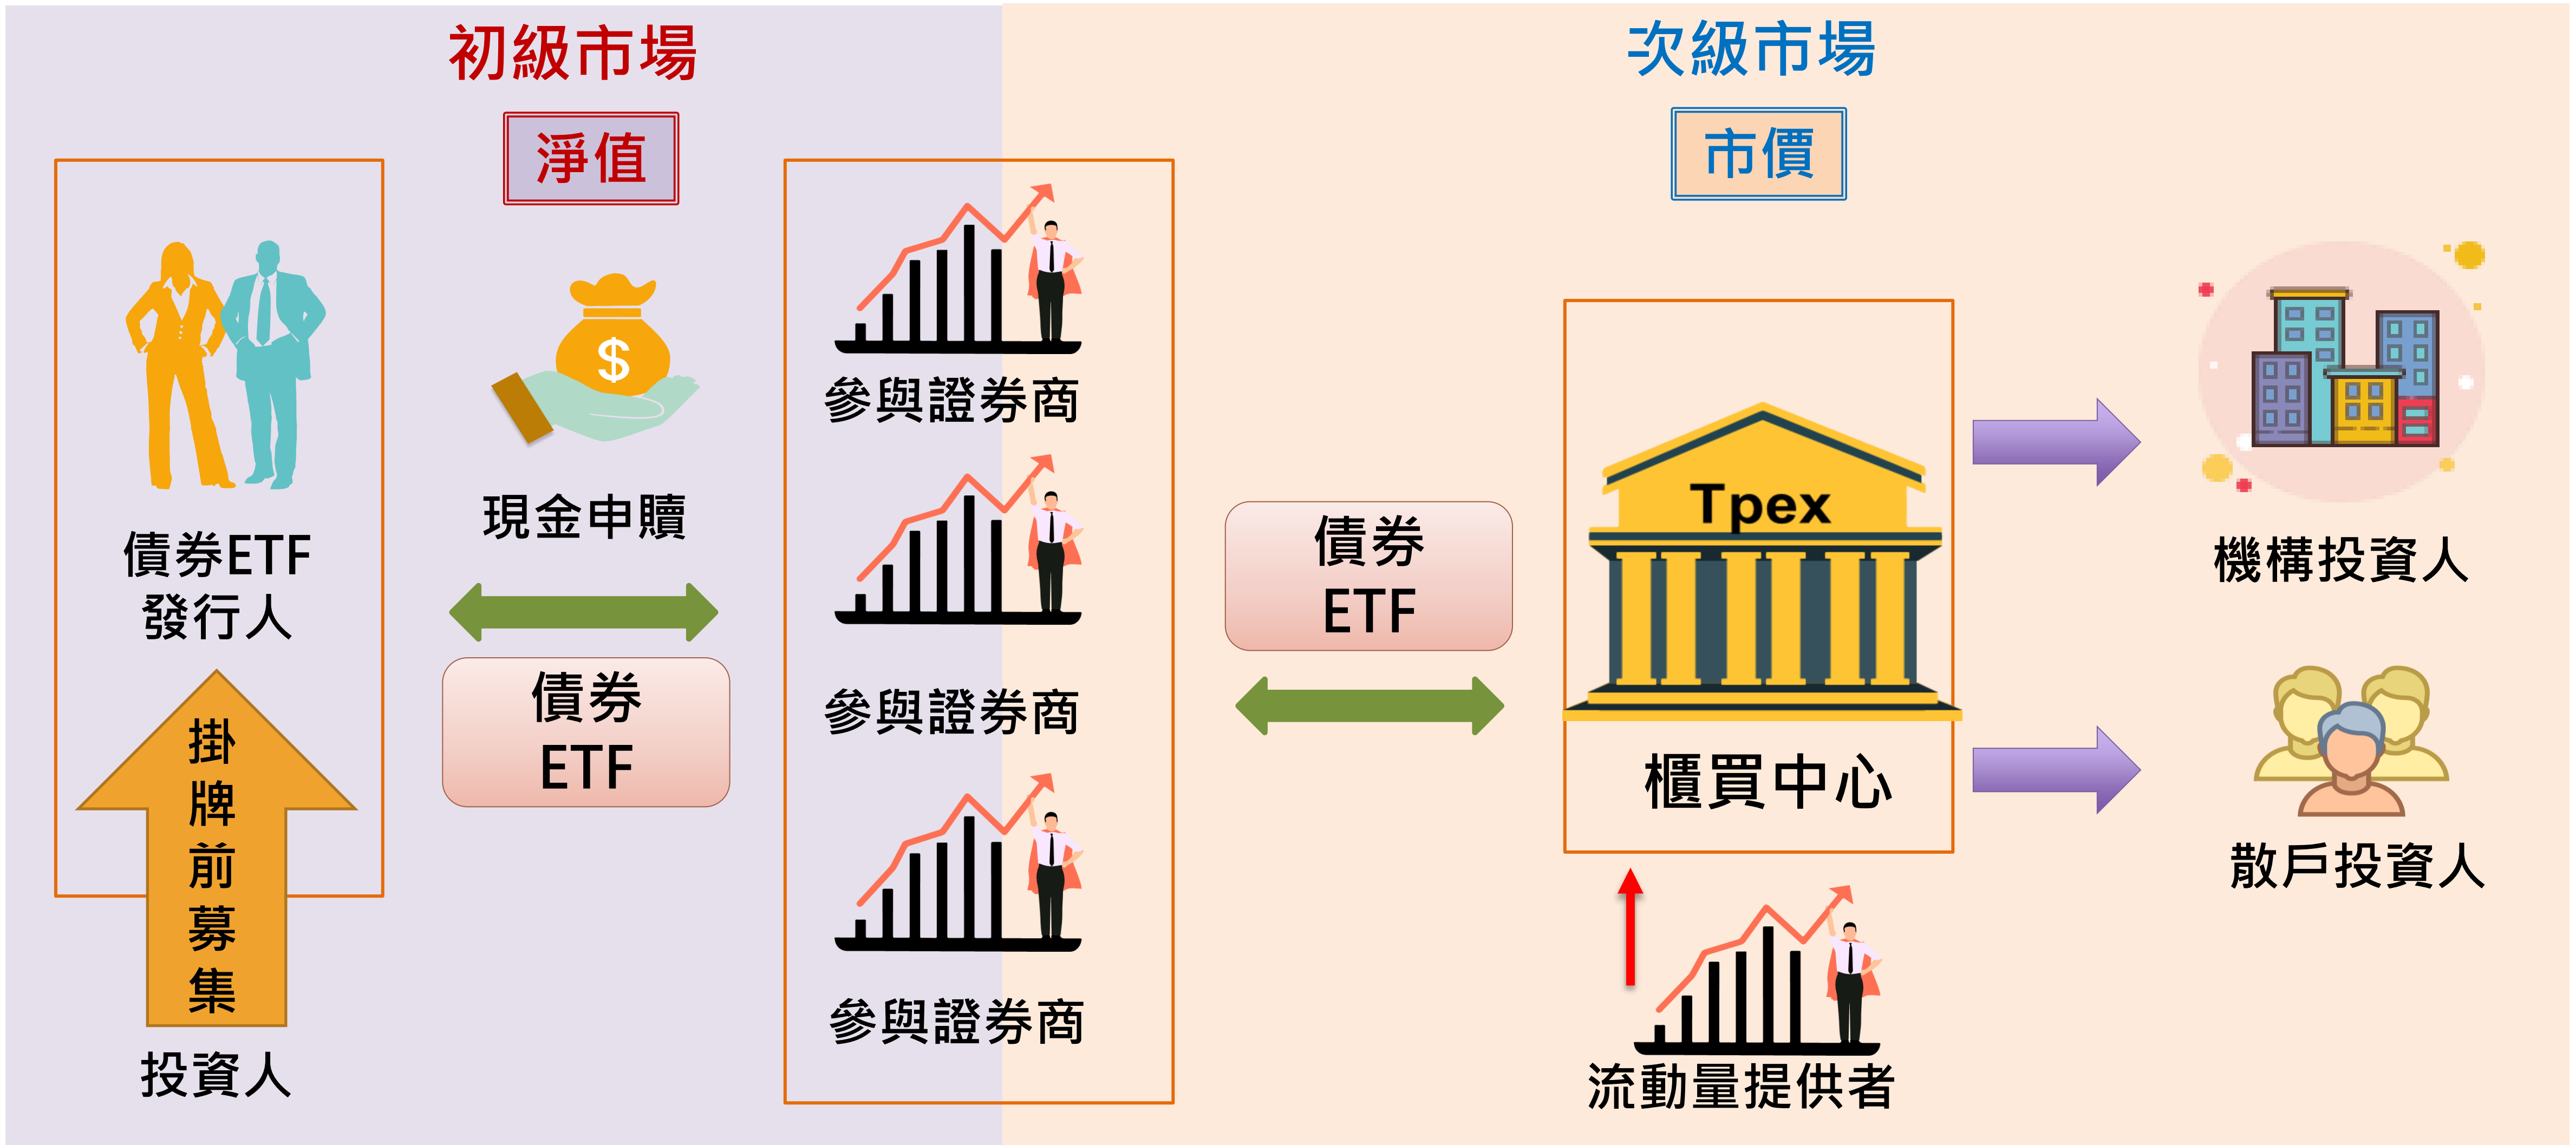 初級市場
淨值
債券ETF
發行人
掛牌前募集
投資人
$
現金申贖
債券
ETF
參與證券商
參與證券商
參與證券商
次級市場
市價
債券
ETF
Tpex
櫃買中心
流動量提供者
機構投資人
散戶投資人